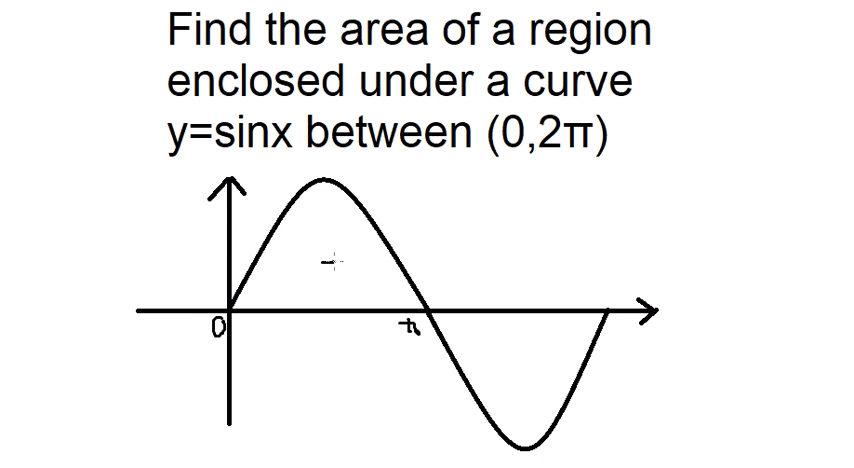 Find the area of a region
enclosed under a curve
y=sinx between (0,2π)
0
π